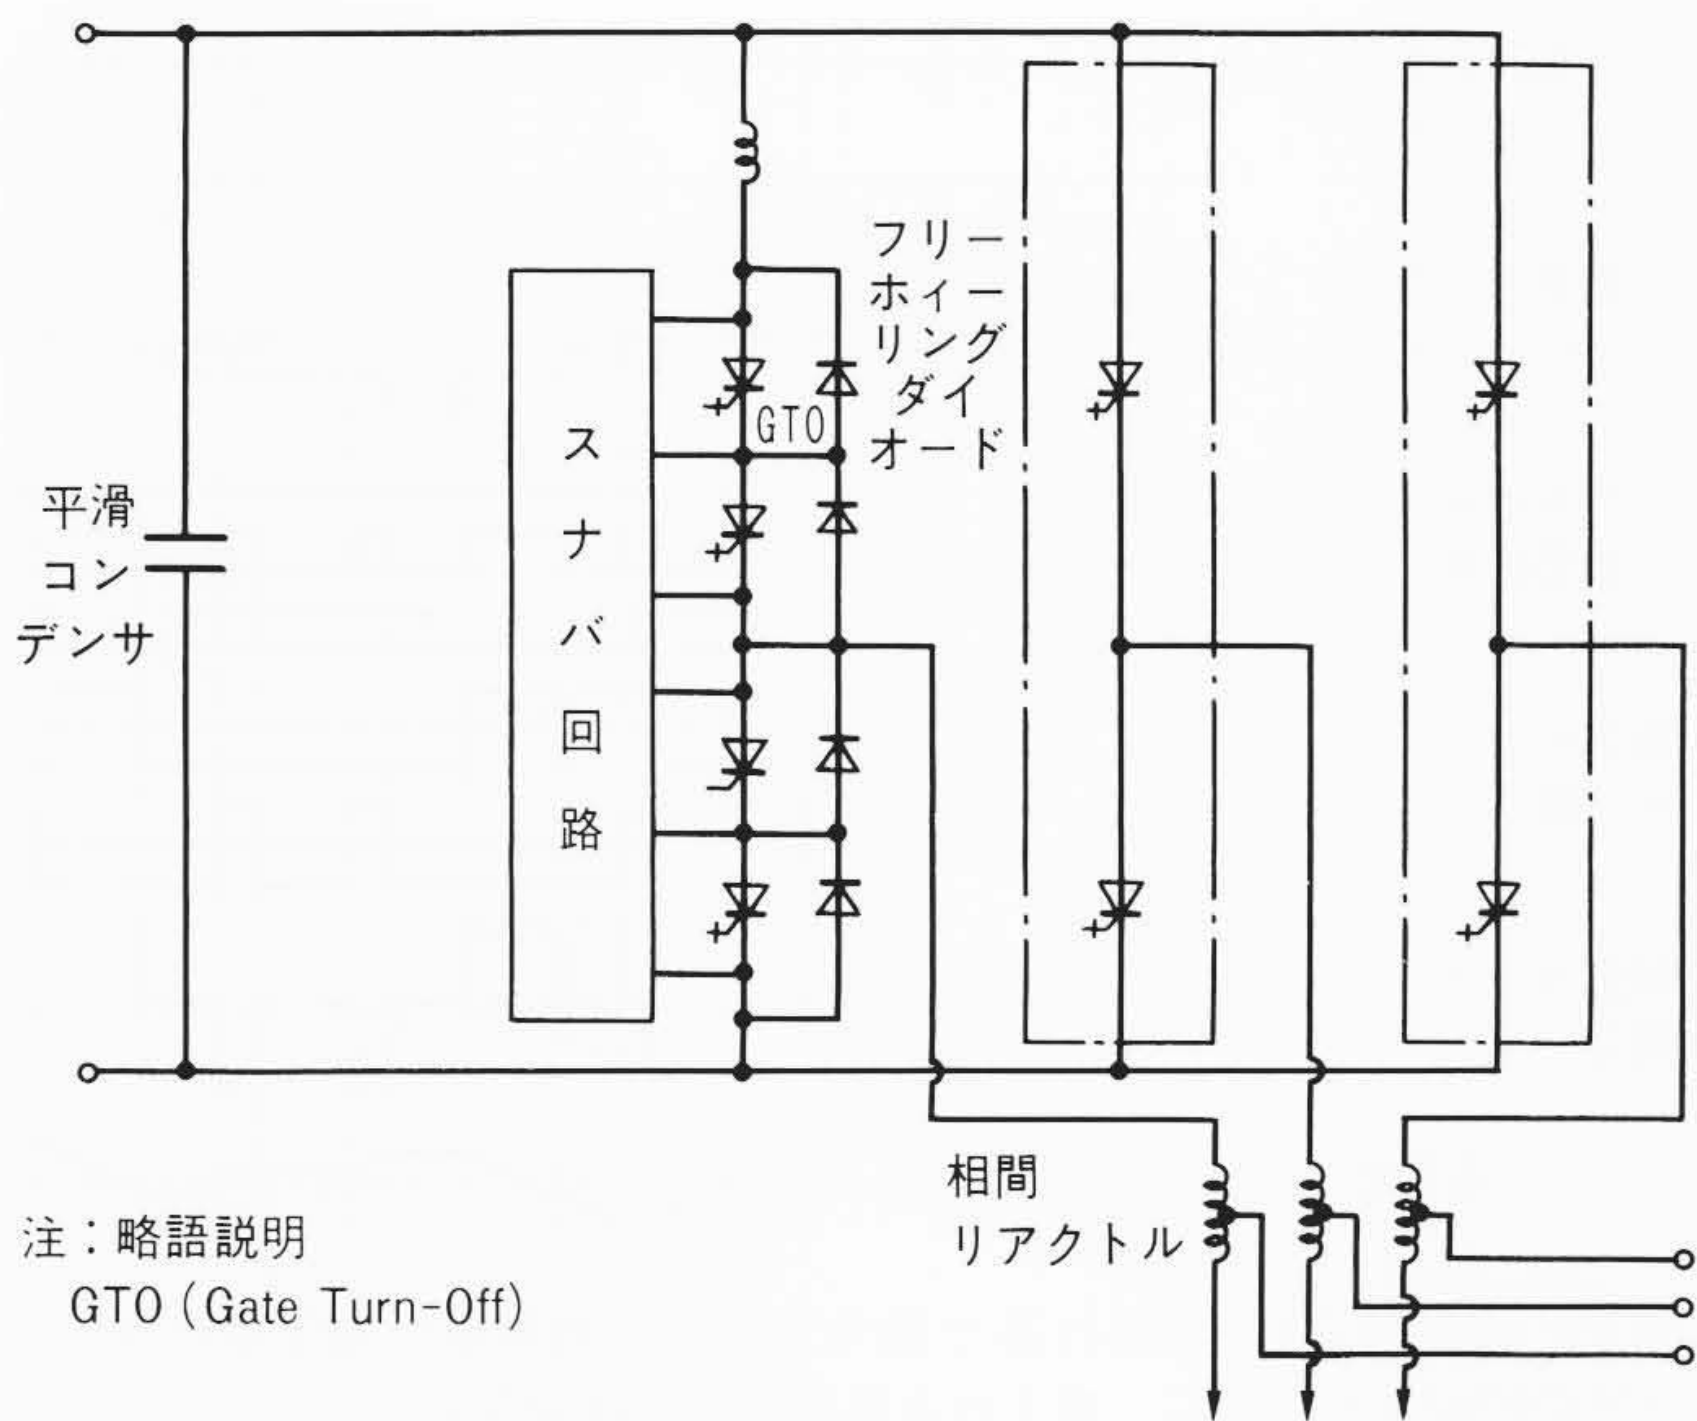 フリー
ホィー
リング
ダイ
オード
GTO
スナバ回路
平滑
コン
デンサ
相間
リアクトル
注：略語説明
GTO (Gate Turn-Off)